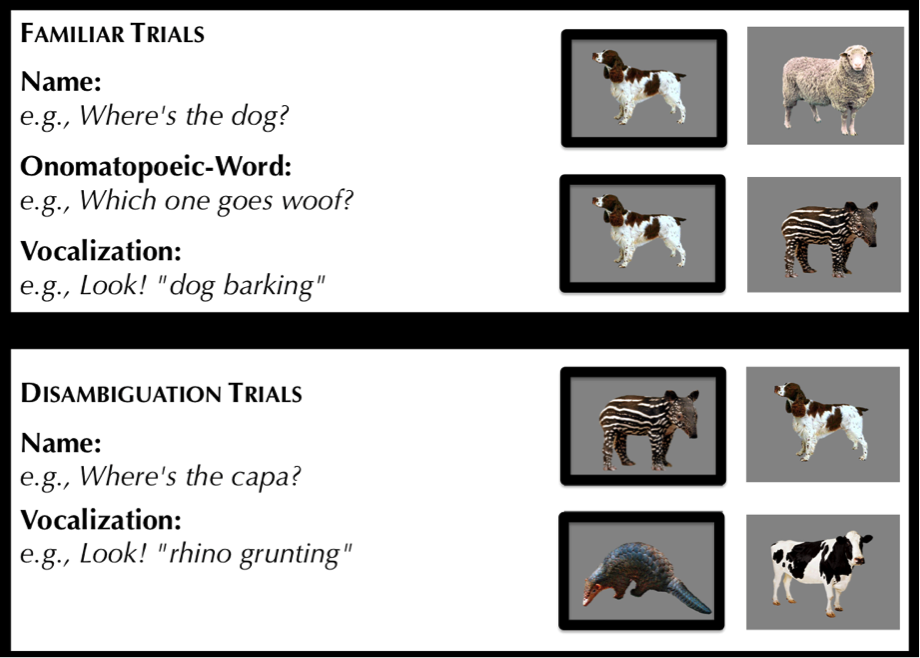 FAMILIAR TRIALS
Name:
e.g., Where's the dog?
Onomatopoeic-Word:
e.g., Which one goes woof?
Vocalization:
e.g., Look! "dog barking"
DISAMBIGUATION TRIALS
Name:
e.g., Where's the capa?
Vocalization:
e.g., Look! "rhino grunting"